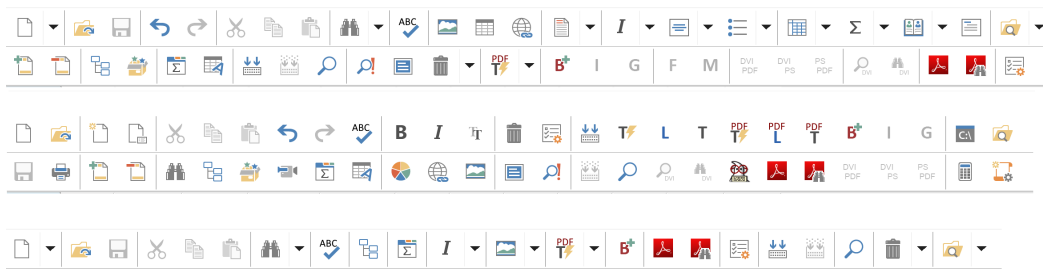 ABC I Σ
Σ A PDF B+ I G F M DVI PDF DVI PS PS PDF DVI DVI
ABC B I TT T L T PDF PDF L PDF T B+ I G C:\
Σ A DVI DVI DVI PDF DVI PS PS PDF
ABC Σ I PDF B+